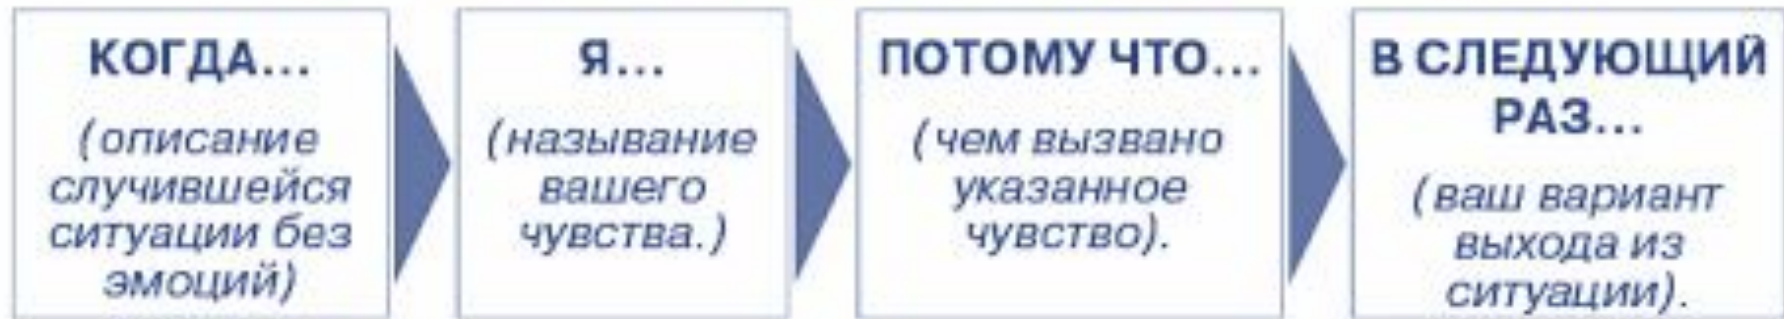 КОГДА...
(описание
случившейся
ситуации без
эмоций)
Я...
(называние
вашего
чувства.)
ПОТОМУ ЧТО...
(чем вызвано
указанное
чувство).
В СЛЕДУЮЩИЙ
РАЗ...
(ваш вариант
выхода из
ситуации).